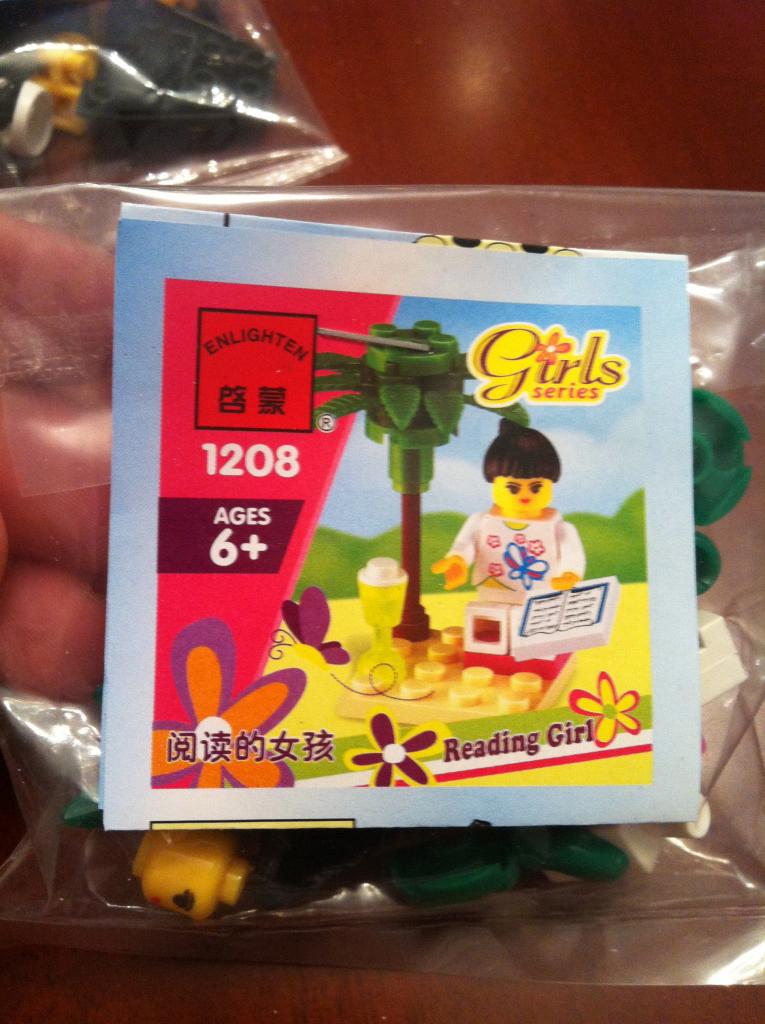 ENLIGHTEN
启蒙
®
1208
AGES
6+
Girls
series
阅读的女孩
Reading Girl